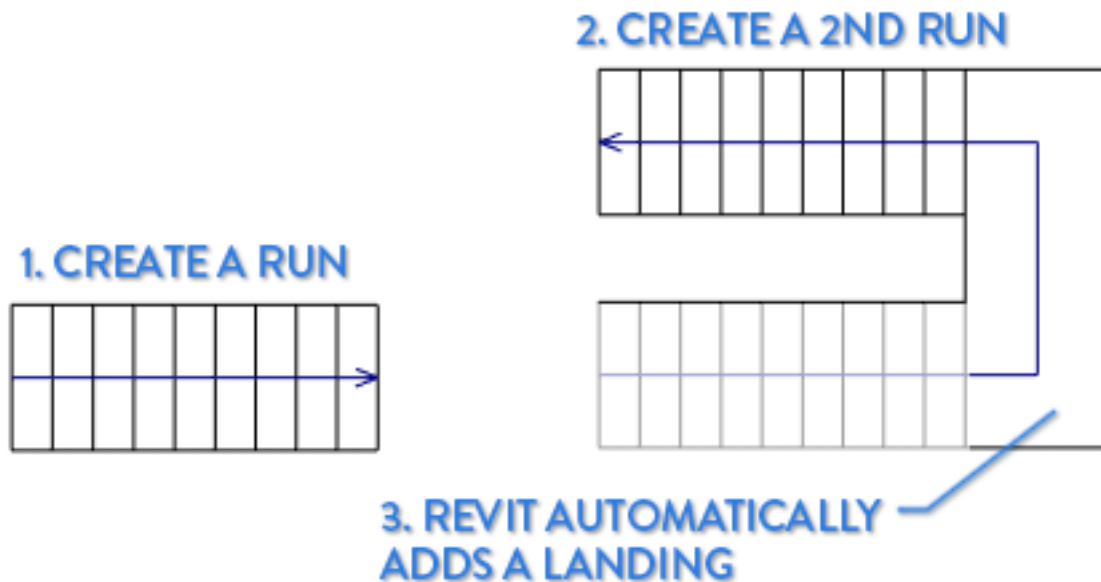 1. CREATE A RUN
2. CREATE A 2ND RUN
3. REVIT AUTOMATICALLY
ADDS A LANDING